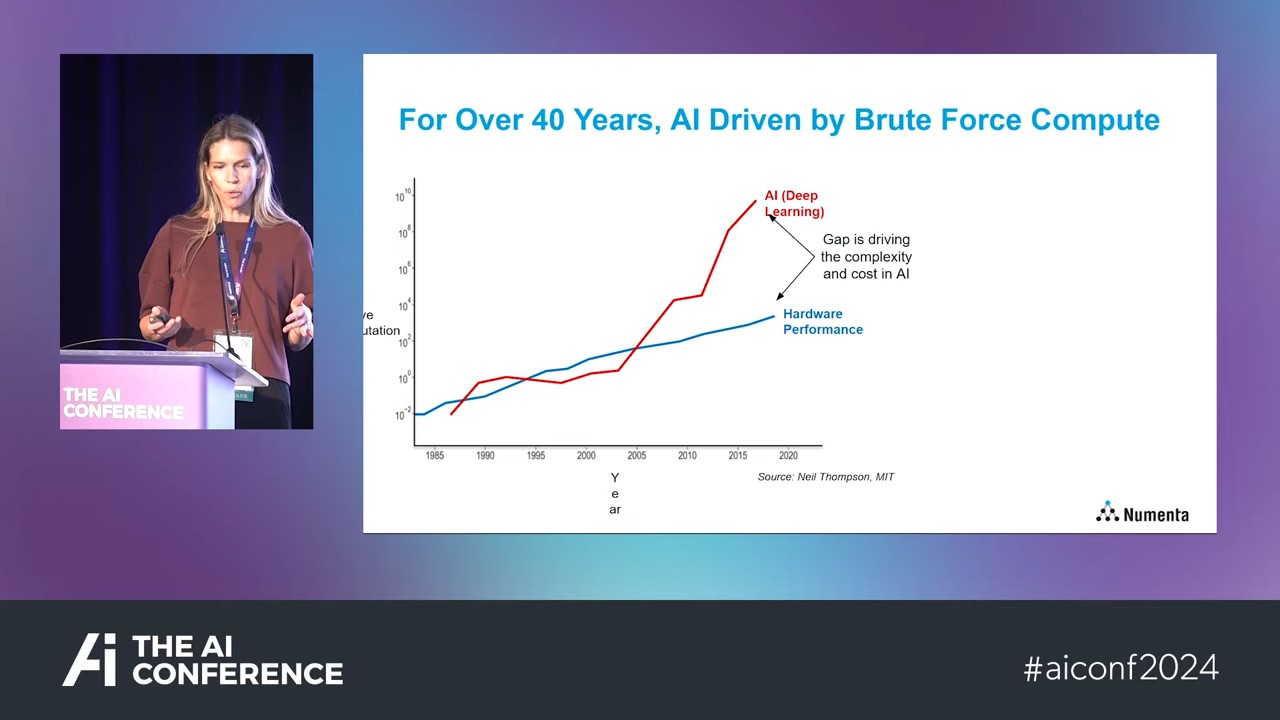 For Over 40 Years, AI Driven by Brute Force Compute
10^10
10^8
10^6
10^4
10^2
10^0
10^-2
ve
utation
1985 1990 1995 2000 2005 2010 2015 2020
Y
e
ar
AI (Deep
Learning)
Gap is driving
the complexity
and cost in AI
Hardware
Performance
Source: Neil Thompson, MIT
Numenta
THE AI
CONFERENCE
Ai THE AI
CONFERENCE
#aiconf2024